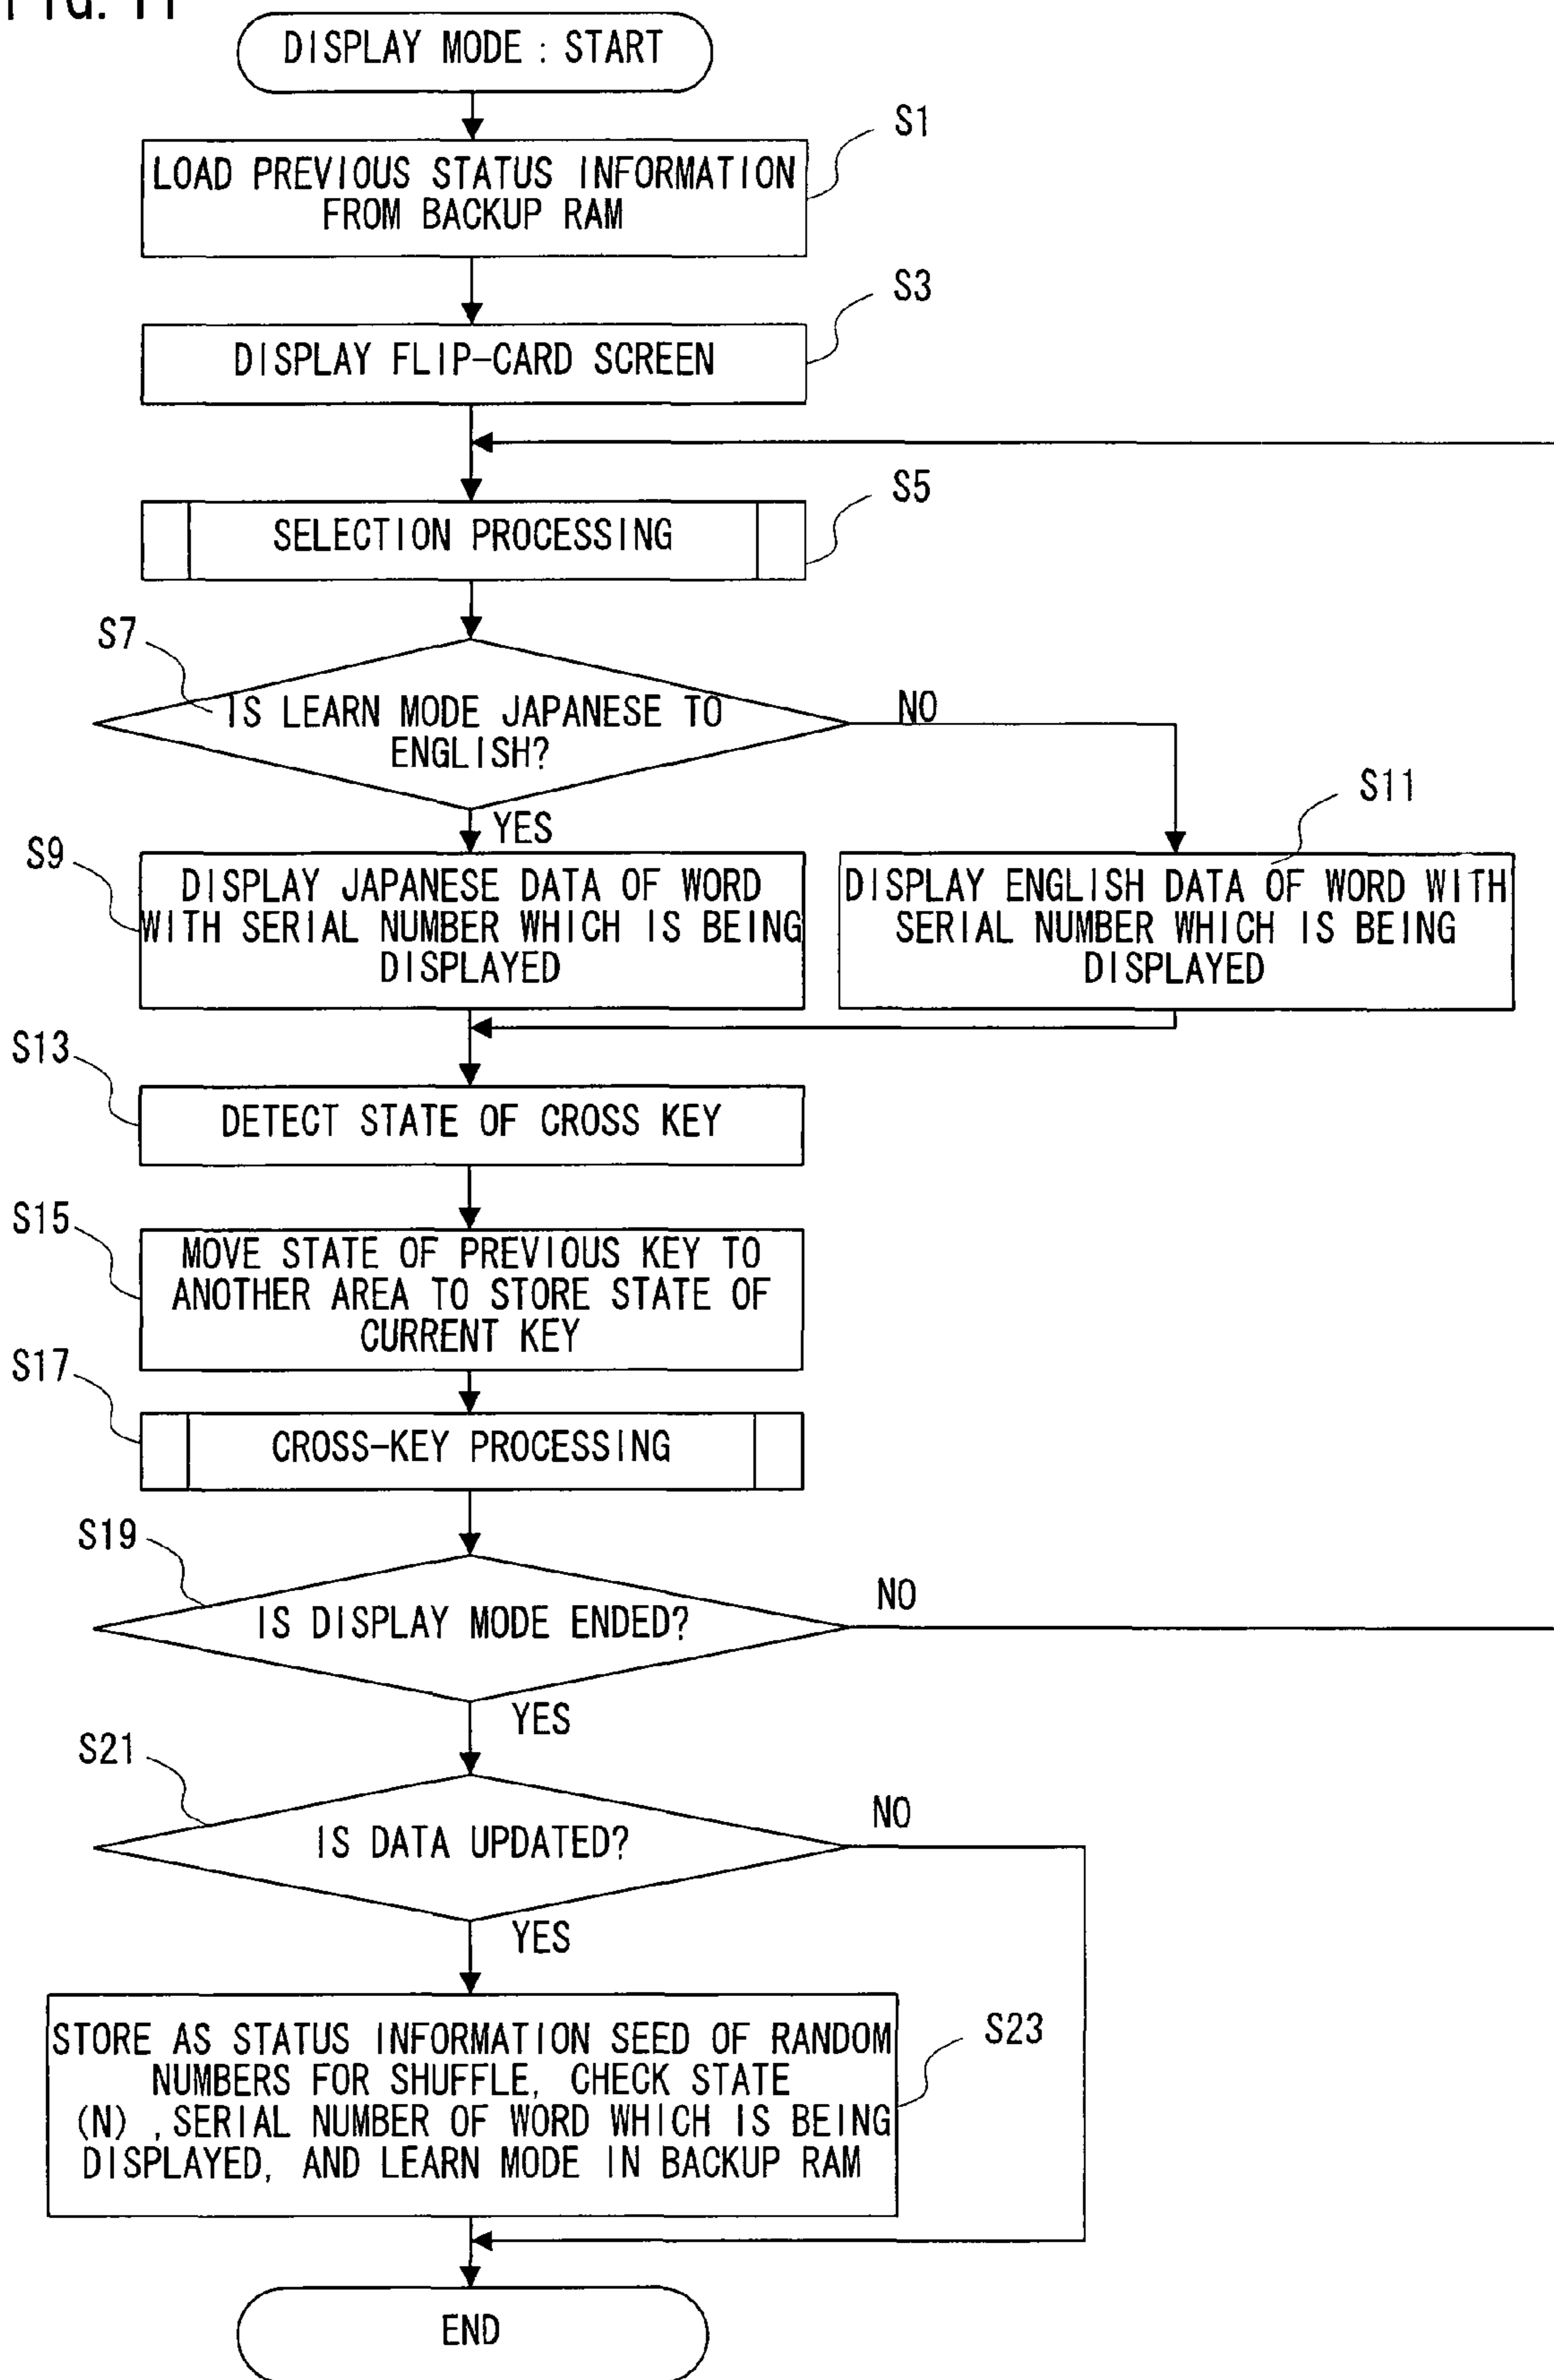 FIG. 11
DISPLAY MODE : START
S1
LOAD PREVIOUS STATUS INFORMATION
FROM BACKUP RAM
S3
DISPLAY FLIP-CARD SCREEN
S5
SELECTION PROCESSING
S7
IS LEARN MODE JAPANESE TO
ENGLISH?
NO
YES
S9
DISPLAY JAPANESE DATA OF WORD
WITH SERIAL NUMBER WHICH IS BEING
DISPLAYED
S11
DISPLAY ENGLISH DATA OF WORD WITH
SERIAL NUMBER WHICH IS BEING
DISPLAYED
S13
DETECT STATE OF CROSS KEY
S15
MOVE STATE OF PREVIOUS KEY TO
ANOTHER AREA TO STORE STATE OF
CURRENT KEY
S17
CROSS-KEY PROCESSING
S19
IS DISPLAY MODE ENDED?
NO
YES
S21
IS DATA UPDATED?
NO
YES
S23
STORE AS STATUS INFORMATION SEED OF RANDOM
NUMBERS FOR SHUFFLE, CHECK STATE
(N) ,SERIAL NUMBER OF WORD WHICH IS BEING
DISPLAYED, AND LEARN MODE IN BACKUP RAM
END